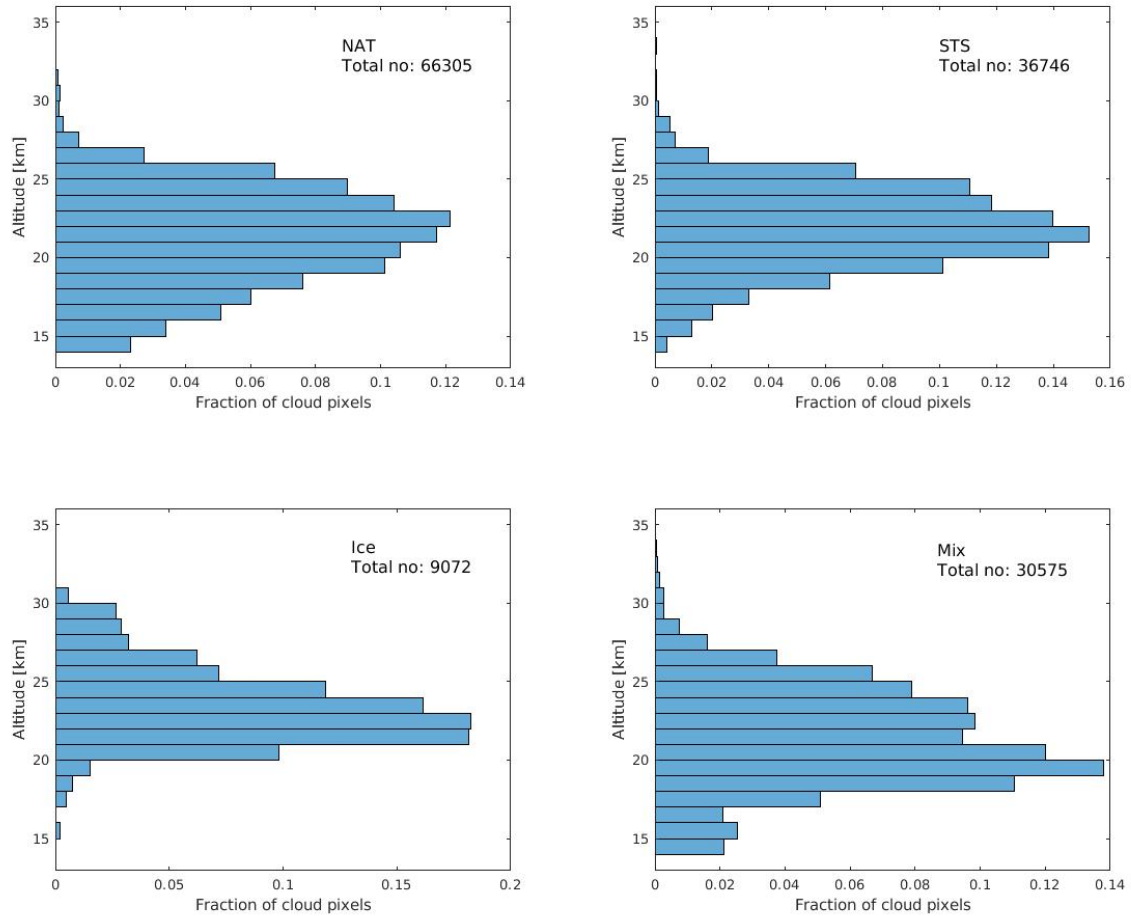 35
30
25
20
15
Altitude [km]
NAT
Total no: 66305
0 0.02 0.04 0.06 0.08 0.1 0.12 0.14
Fraction of cloud pixels
35
30
25
20
15
Altitude [km]
STS
Total no: 36746
0 0.02 0.04 0.06 0.08 0.1 0.12 0.14 0.16
Fraction of cloud pixels
35
30
25
20
15
Altitude [km]
Ice
Total no: 9072
0 0.05 0.1 0.15 0.2
Fraction of cloud pixels
35
30
25
20
15
Altitude [km]
Mix
Total no: 30575
0 0.02 0.04 0.06 0.08 0.1 0.12 0.14
Fraction of cloud pixels